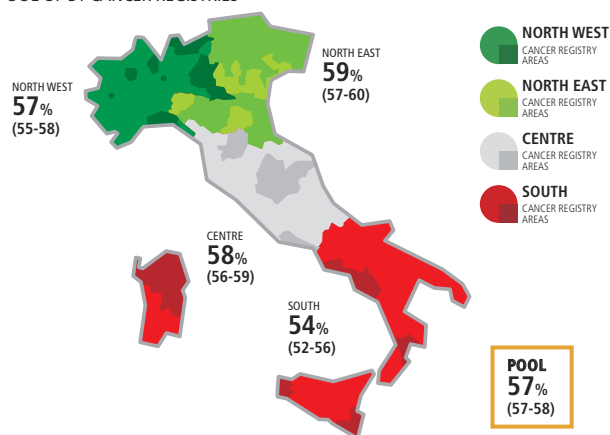 NORTH EAST
59%
(57-60)
NORTH WEST
57%
(55-58)
CENTRE
58%
(56-59)
SOUTH
54%
(52-56)
NORTH WEST
CANCER REGISTRY
AREAS
NORTH EAST
CANCER REGISTRY
AREAS
CENTRE
CANCER REGISTRY
AREAS
SOUTH
CANCER REGISTRY
AREAS
POOL
57%
(57-58)